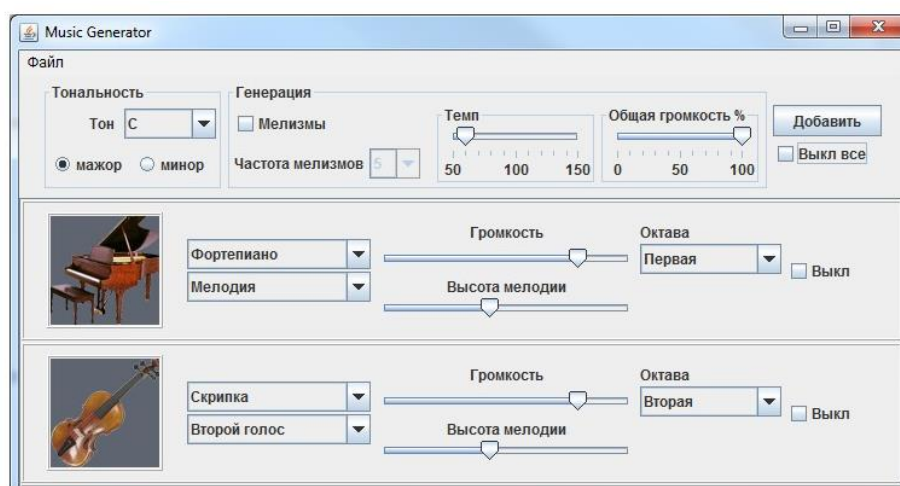 Music Generator
Файл
Тональность
Тон C
мажор минор
Генерация
Мелизмы
Частота мелизмов 5
Темп
50 100 150
Общая громкость %
0 50 100
Добавить
Выкл все
Фортепиано
Мелодия
Громкость
Высота мелодии
Октава
Первая
Выкл
Скрипка
Второй голос
Громкость
Высота мелодии
Октава
Вторая
Выкл